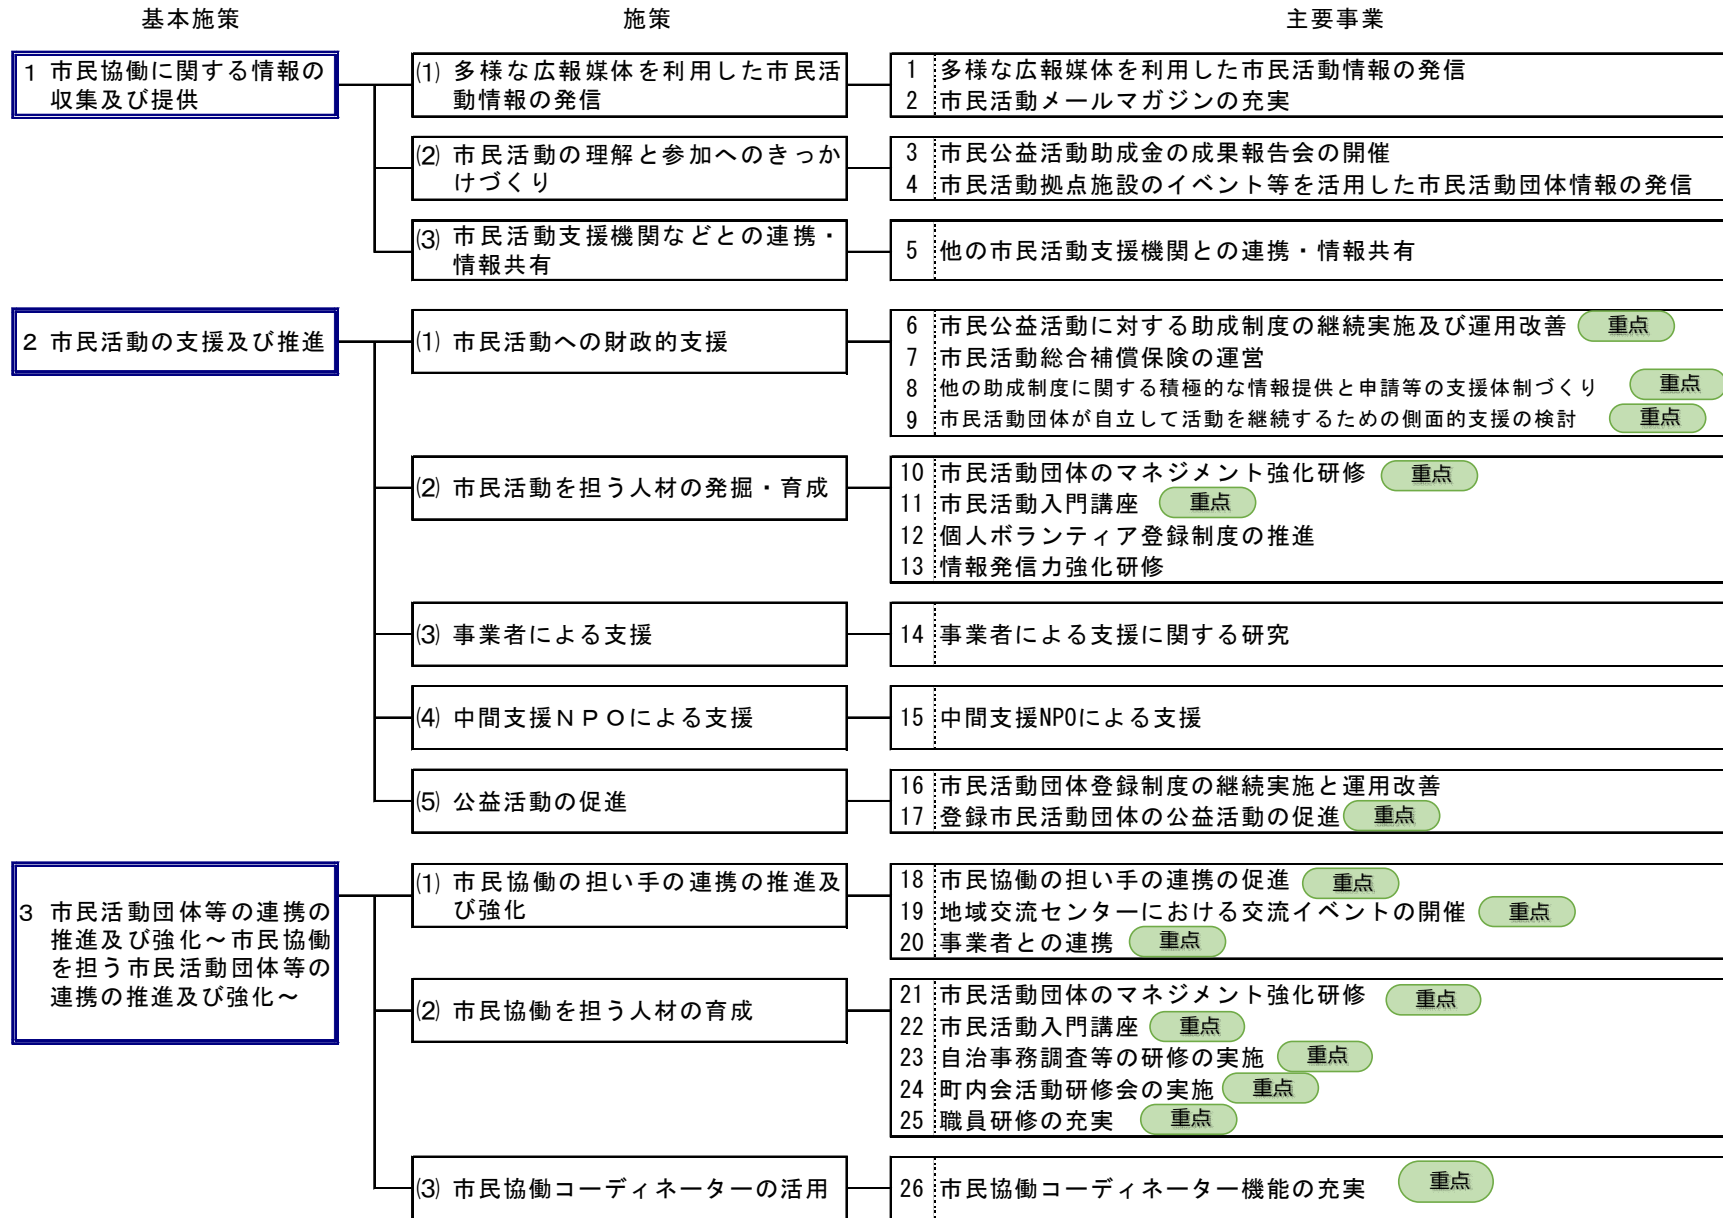 基本施策
施策
主要事業
1 市民協働に関する情報の
収集及び提供
⑴ 多様な広報媒体を利用した市民活
動情報の発信
1 多様な広報媒体を利用した市民活動情報の発信
2 市民活動メールマガジンの充実
⑵ 市民活動の理解と参加へのきっか
けづくり
3 市民公益活動助成金の成果報告会の開催
4 市民活動拠点施設のイベント等を活用した市民活動団体情報の発信
⑶ 市民活動支援機関などとの連携・
情報共有
5 他の市民活動支援機関との連携・情報共有
2 市民活動の支援及び推進
⑴ 市民活動への財政的支援
6 市民公益活動に対する助成制度の継続実施及び運用改善 重点
7 市民活動総合補償保険の運営
8 他の助成制度に関する積極的な情報提供と申請等の支援体制づくり 重点
9 市民活動団体が自立して活動を継続するための側面的支援の検討 重点
⑵ 市民活動を担う人材の発掘・育成
10 市民活動団体のマネジメント強化研修 重点
11 市民活動入門講座 重点
12 個人ボランティア登録制度の推進
13 情報発信力強化研修
⑶ 事業者による支援
14 事業者による支援に関する研究
⑷ 中間支援ＮＰＯによる支援
15 中間支援NPOによる支援
⑸ 公益活動の促進
16 市民活動団体登録制度の継続実施と運用改善
17 登録市民活動団体の公益活動の促進 重点
3 市民活動団体等の連携の
推進及び強化～市民協働
を担う市民活動団体等の
連携の推進及び強化～
⑴ 市民協働の担い手の連携の推進及
び強化
18 市民協働の担い手の連携の促進 重点
19 地域交流センターにおける交流イベントの開催 重点
20 事業者との連携 重点
⑵ 市民協働を担う人材の育成
21 市民活動団体のマネジメント強化研修 重点
22 市民活動入門講座 重点
23 自治事務調査等の研修の実施 重点
24 町内会活動研修会の実施 重点
25 職員研修の充実 重点
⑶ 市民協働コーディネーターの活用
26 市民協働コーディネーター機能の充実 重点